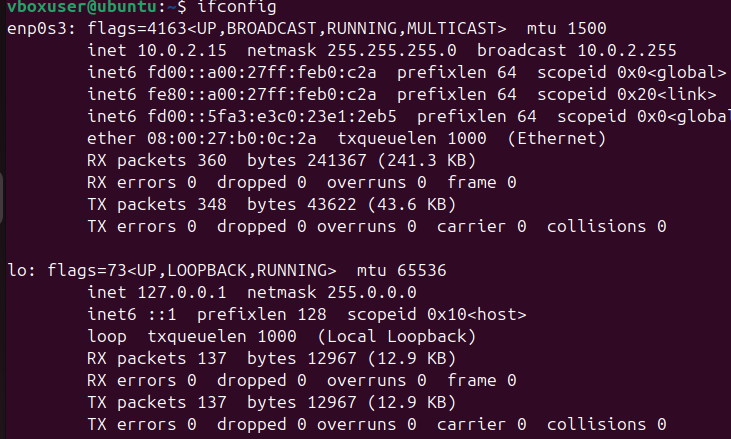 vboxuser@ubuntu:~$ ifconfig
enp0s3: flags=4163<UP,BROADCAST,RUNNING,MULTICAST>  mtu 1500
        inet 10.0.2.15  netmask 255.255.255.0  broadcast 10.0.2.255
        inet6 fd00::a00:27ff:feb0:c2a  prefixlen 64  scopeid 0x0<global>
        inet6 fe80::a00:27ff:feb0:c2a  prefixlen 64  scopeid 0x20<link>
        inet6 fd00::5fa3:e3c0:23e1:2eb5  prefixlen 64  scopeid 0x0<globa
        ether 08:00:27:b0:0c:2a  txqueuelen 1000  (Ethernet)
        RX packets 360  bytes 241367 (241.3 KB)
        RX errors 0  dropped 0  overruns 0  frame 0
        TX packets 348  bytes 43622 (43.6 KB)
        TX errors 0  dropped 0 overruns 0  carrier 0  collisions 0

lo: flags=73<UP,LOOPBACK,RUNNING>  mtu 65536
        inet 127.0.0.1  netmask 255.0.0.0
        inet6 ::1  prefixlen 128  scopeid 0x10<host>
        loop  txqueuelen 1000  (Local Loopback)
        RX packets 137  bytes 12967 (12.9 KB)
        RX errors 0  dropped 0  overruns 0  frame 0
        TX packets 137  bytes 12967 (12.9 KB)
        TX errors 0  dropped 0 overruns 0  carrier 0  collisions 0